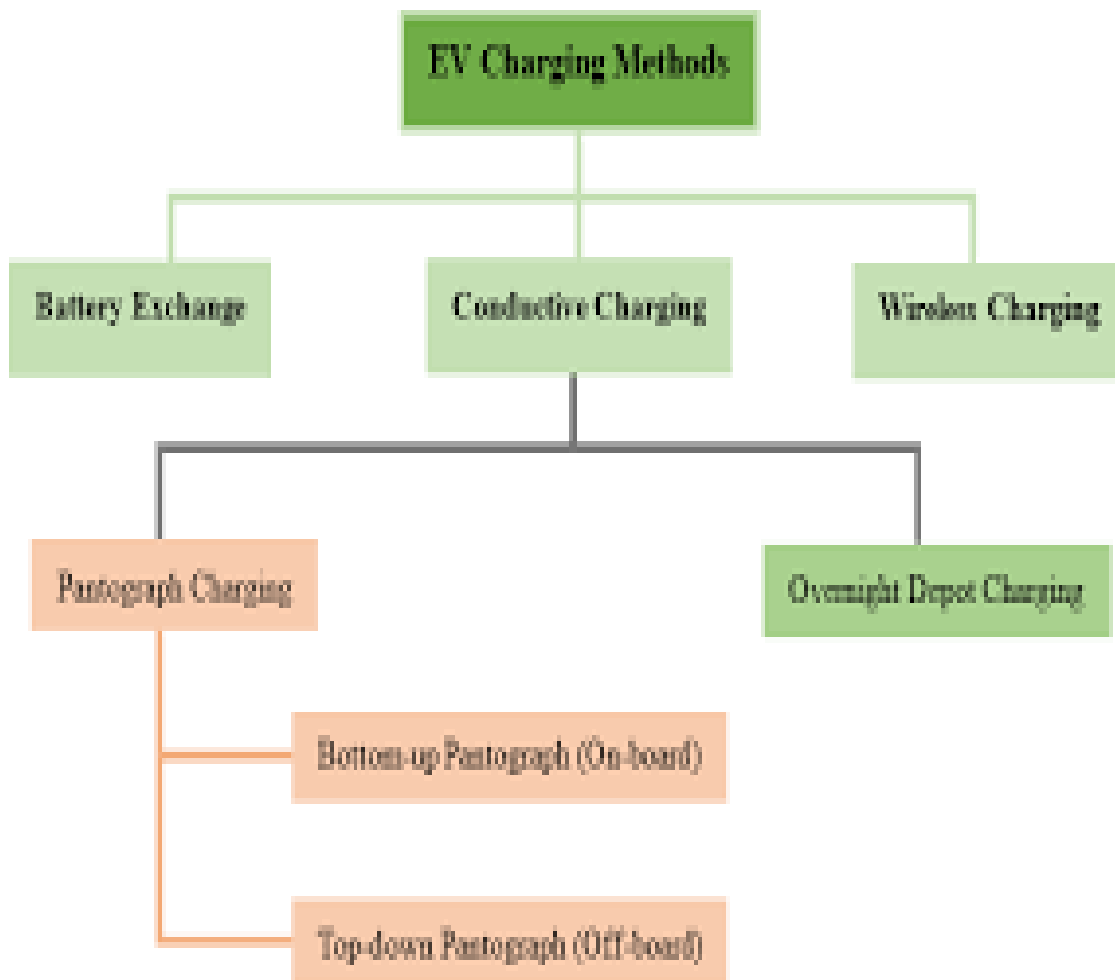 EV Charging Methods
Battery Exchange
Conductive Charging
Wireless Charging
Pantograph Charging
Overnight Depot Charging
Bottom-up Pantograph (On-board)
Top-down Pantograph (Off-board)